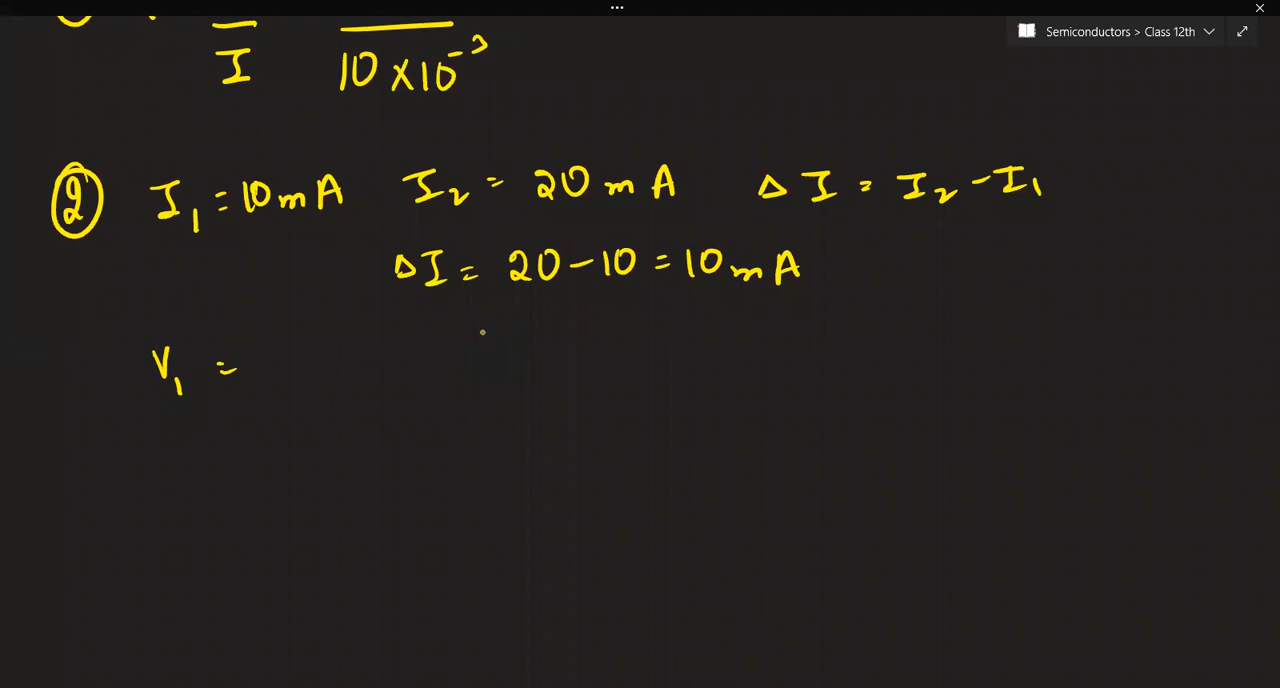 Semiconductors > Class 12th
I 10 × 10⁻³
② I₁ = 10 mA I₂ = 20 mA Δ I = I₂ - I₁
ΔI = 20 - 10 = 10 mA
V₁ =